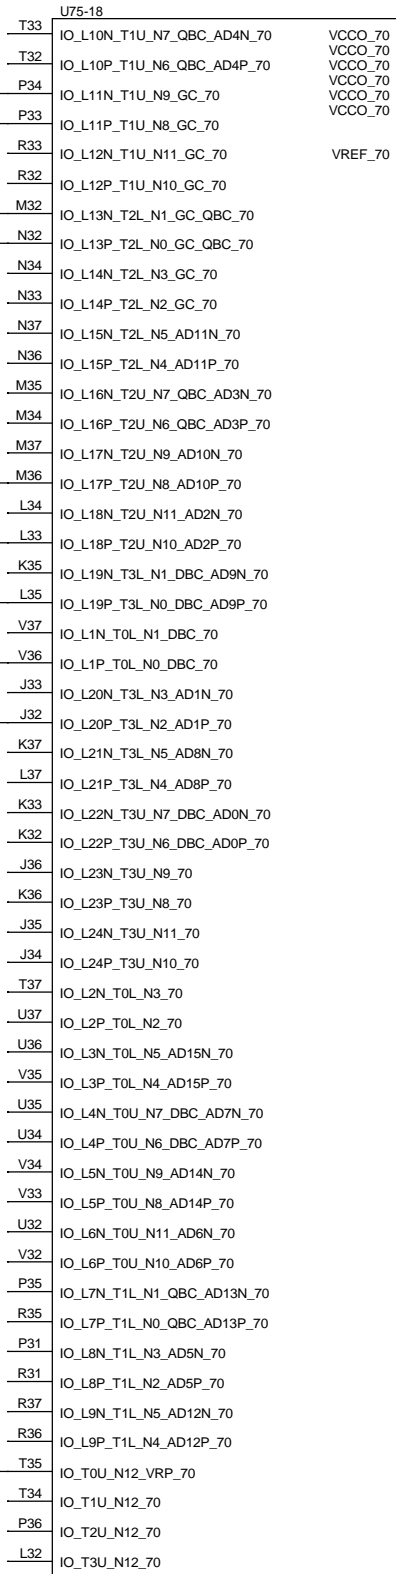 U75-18
T33 IO_L10N_T1U_N7_QBC_AD4N_70 VCCO_70
VCCO_70
T32 IO_L10P_T1U_N6_QBC_AD4P_70 VCCO_70
VCCO_70
P34 IO_L11N_T1U_N9_GC_70 VCCO_70
VCCO_70
P33 IO_L11P_T1U_N8_GC_70
R33 IO_L12N_T1U_N11_GC_70 VREF_70
R32 IO_L12P_T1U_N10_GC_70
M32 IO_L13N_T2L_N1_GC_QBC_70
N32 IO_L13P_T2L_N0_GC_QBC_70
N34 IO_L14N_T2L_N3_GC_70
N33 IO_L14P_T2L_N2_GC_70
N37 IO_L15N_T2L_N5_AD11N_70
N36 IO_L15P_T2L_N4_AD11P_70
M35 IO_L16N_T2U_N7_QBC_AD3N_70
M34 IO_L16P_T2U_N6_QBC_AD3P_70
M37 IO_L17N_T2U_N9_AD10N_70
M36 IO_L17P_T2U_N8_AD10P_70
L34 IO_L18N_T2U_N11_AD2N_70
L33 IO_L18P_T2U_N10_AD2P_70
K35 IO_L19N_T3L_N1_DBC_AD9N_70
L35 IO_L19P_T3L_N0_DBC_AD9P_70
V37 IO_L1N_T0L_N1_DBC_70
V36 IO_L1P_T0L_N0_DBC_70
J33 IO_L20N_T3L_N3_AD1N_70
J32 IO_L20P_T3L_N2_AD1P_70
K37 IO_L21N_T3L_N5_AD8N_70
L37 IO_L21P_T3L_N4_AD8P_70
K33 IO_L22N_T3U_N7_DBC_AD0N_70
K32 IO_L22P_T3U_N6_DBC_AD0P_70
J36 IO_L23N_T3U_N9_70
K36 IO_L23P_T3U_N8_70
J35 IO_L24N_T3U_N11_70
J34 IO_L24P_T3U_N10_70
T37 IO_L2N_T0L_N3_70
U37 IO_L2P_T0L_N2_70
U36 IO_L3N_T0L_N5_AD15N_70
V35 IO_L3P_T0L_N4_AD15P_70
U35 IO_L4N_T0U_N7_DBC_AD7N_70
U34 IO_L4P_T0U_N6_DBC_AD7P_70
V34 IO_L5N_T0U_N9_AD14N_70
V33 IO_L5P_T0U_N8_AD14P_70
U32 IO_L6N_T0U_N11_AD6N_70
V32 IO_L6P_T0U_N10_AD6P_70
P35 IO_L7N_T1L_N1_QBC_AD13N_70
R35 IO_L7P_T1L_N0_QBC_AD13P_70
P31 IO_L8N_T1L_N3_AD5N_70
R31 IO_L8P_T1L_N2_AD5P_70
R37 IO_L9N_T1L_N5_AD12N_70
R36 IO_L9P_T1L_N4_AD12P_70
T35 IO_T0U_N12_VRP_70
T34 IO_T1U_N12_70
P36 IO_T2U_N12_70
L32 IO_T3U_N12_70